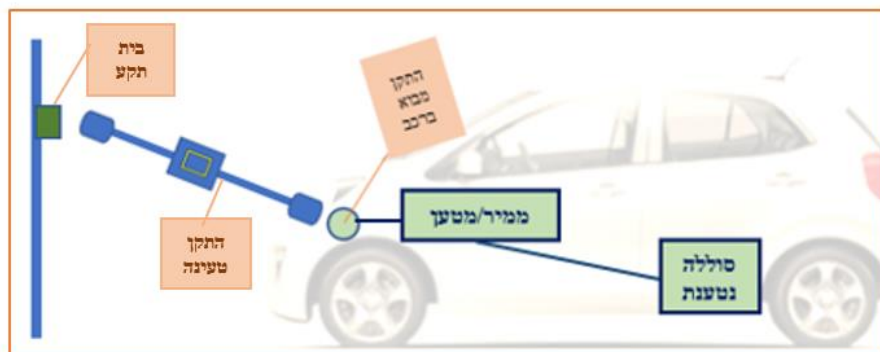 בית
תקע
התקן
מבוא
ברכב
התקן
טעינה
ממיר/מטען
סוללה
נטענת